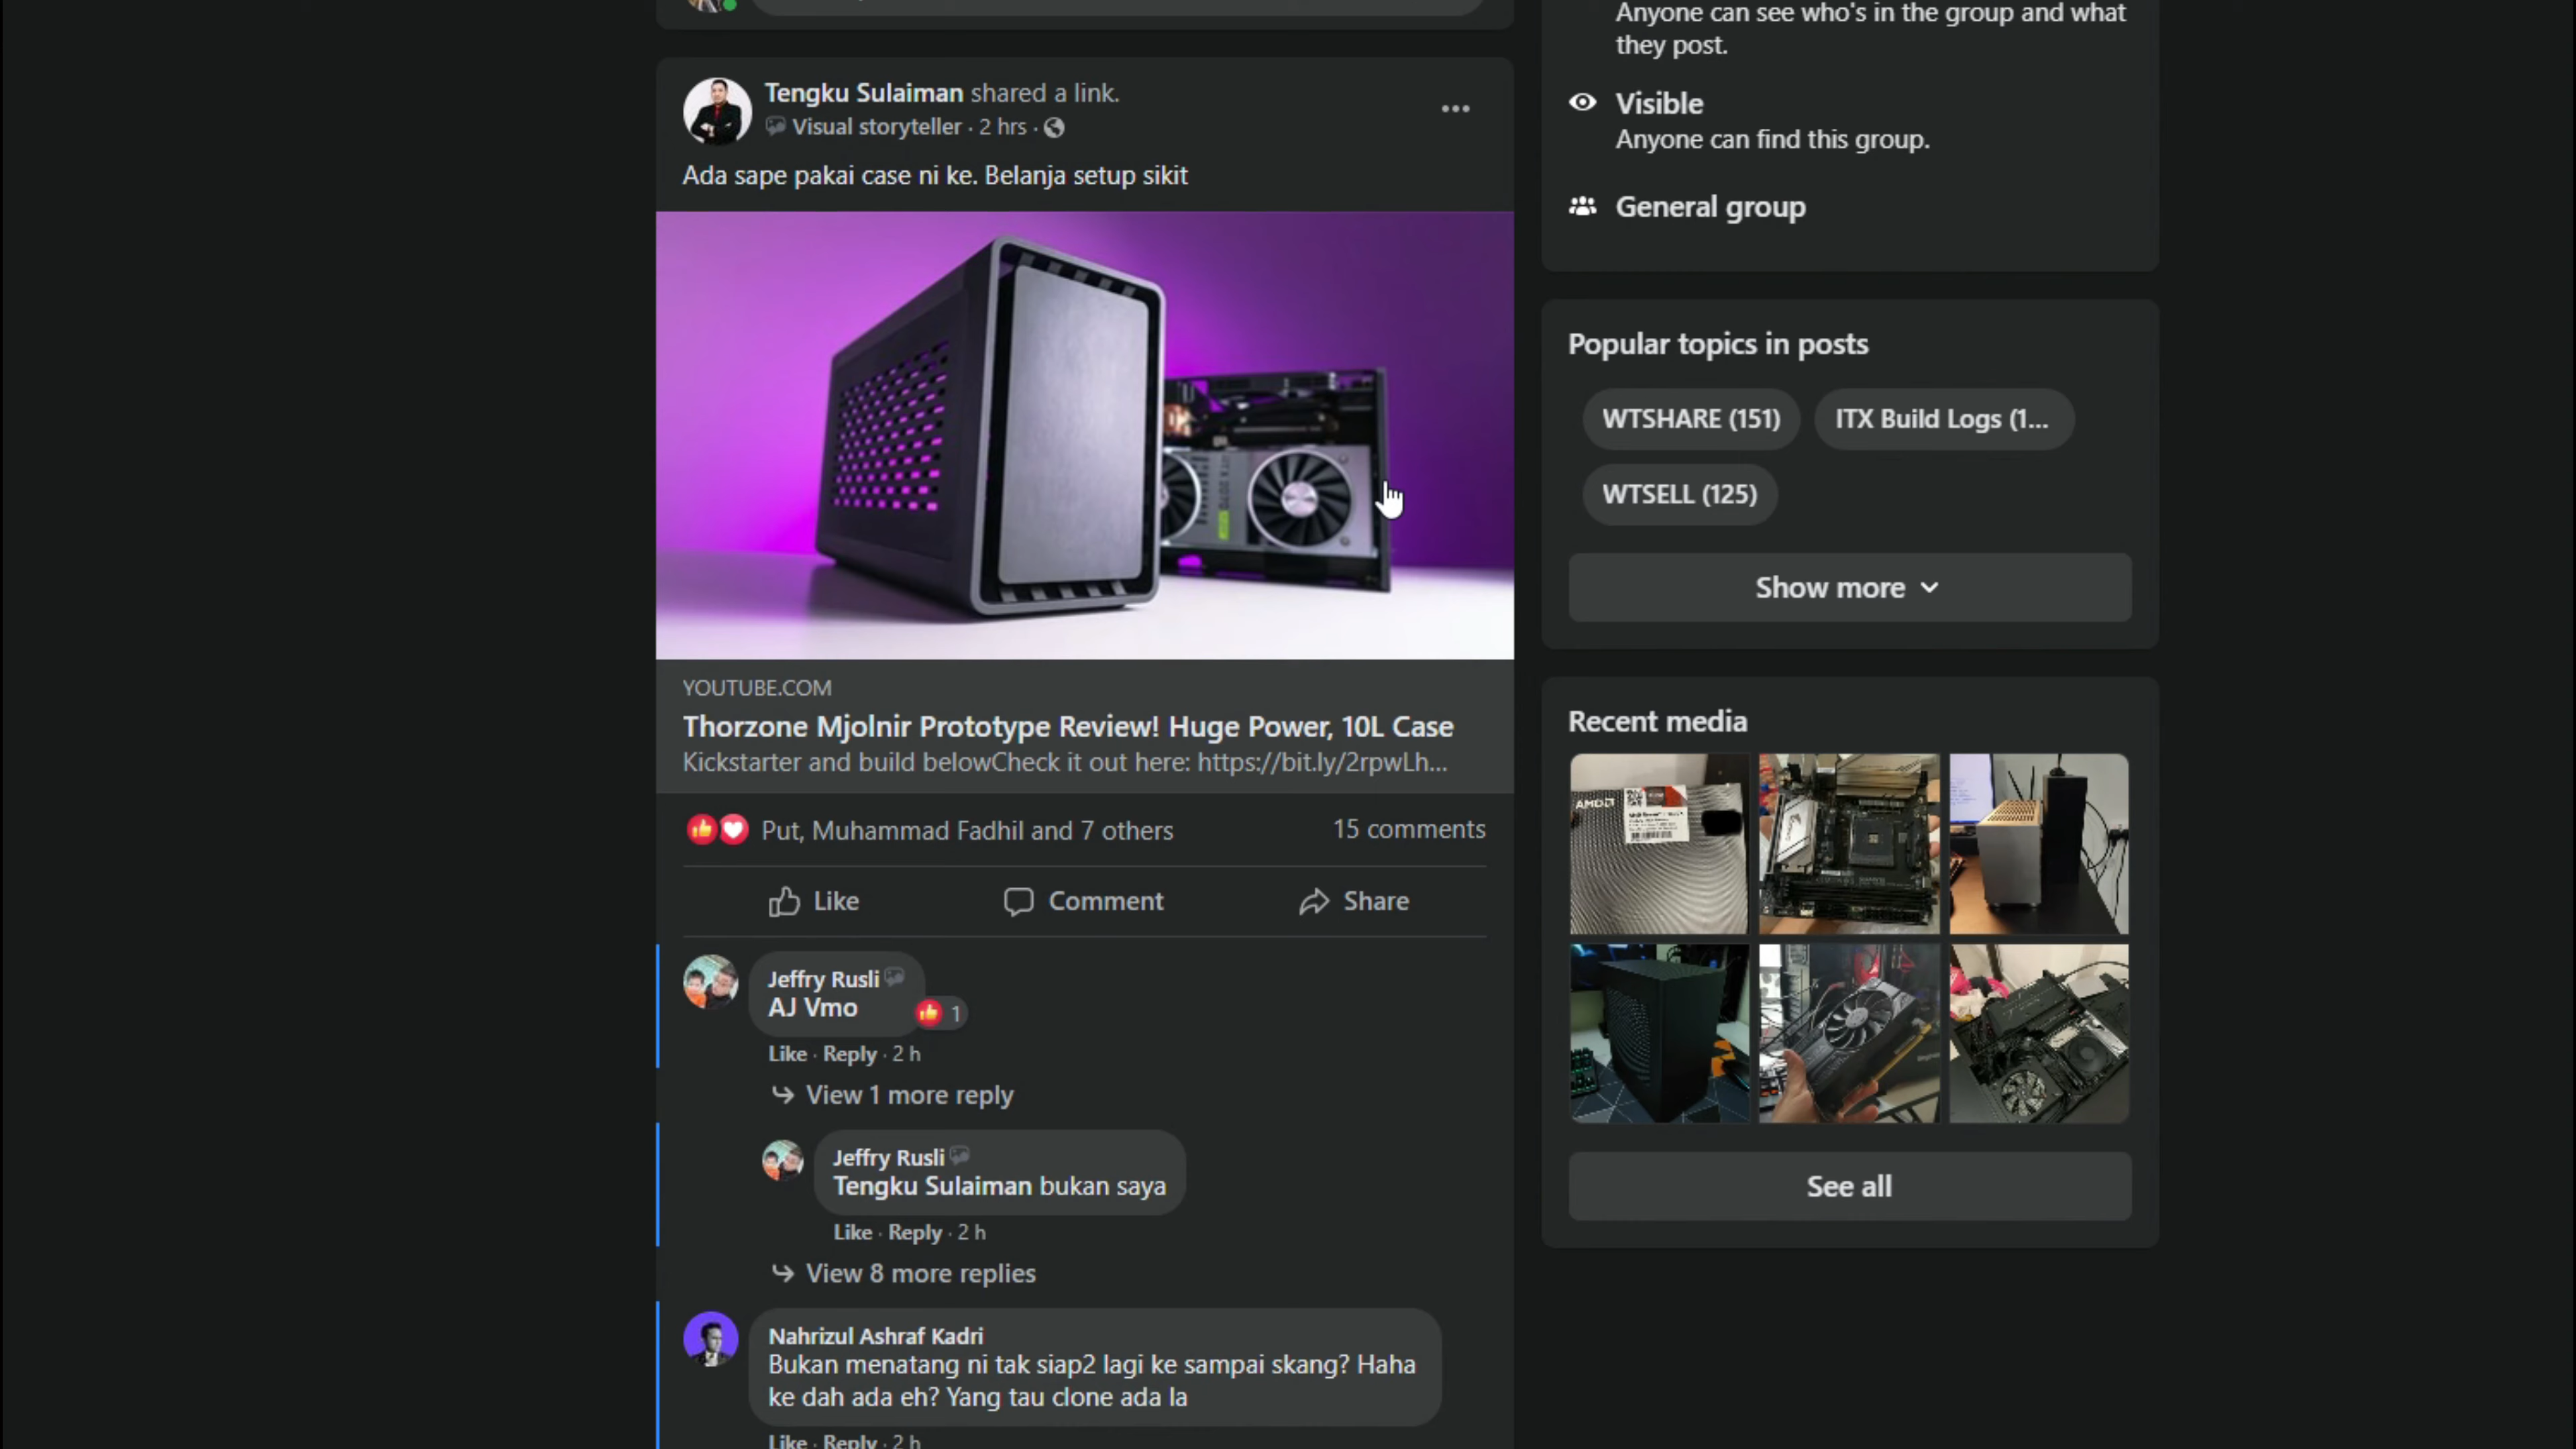 Tengku Sulaiman shared a link.
Visual storyteller · 2 hrs ·
Ada sape pakai case ni ke. Belanja setup sikit
YOUTUBE.COM
Thorzone Mjolnir Prototype Review! Huge Power, 10L Case
Kickstarter and build belowCheck it out here: https://bit.ly/2rpwLh...
Put, Muhammad Fadhil and 7 others
15 comments
Like
Comment
Share
Jeffry Rusli
AJ Vmo
1
Like · Reply · 2 h
View 1 more reply
Jeffry Rusli
Tengku Sulaiman bukan saya
Like · Reply · 2 h
View 8 more replies
Nahrizul Ashraf Kadri
Bukan menatang ni tak siap2 lagi ke sampai skang? Haha
ke dah ada eh? Yang tau clone ada la
Like · Reply · 2 h
Anyone can see who's in the group and what
they post.
Visible
Anyone can find this group.
General group
Popular topics in posts
WTSHARE (151)
ITX Build Logs (1...
WTSELL (125)
Show more
Recent media
AMD
See all